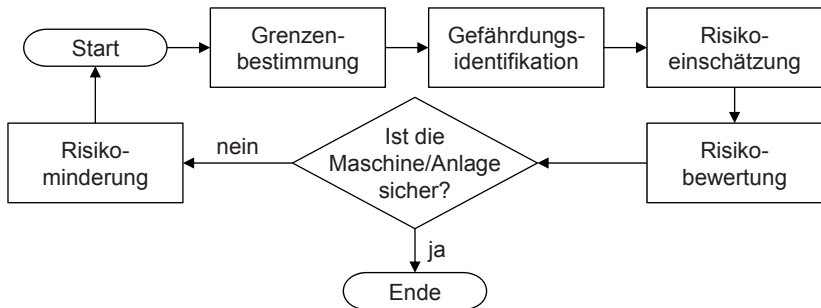 Start
Grenzen-
bestimmung
Gefährdungs-
identifikation
Risiko-
einschätzung
Risiko-
bewertung
Ist die
Maschine/Anlage
sicher?
nein
Risiko-
minderung
ja
Ende